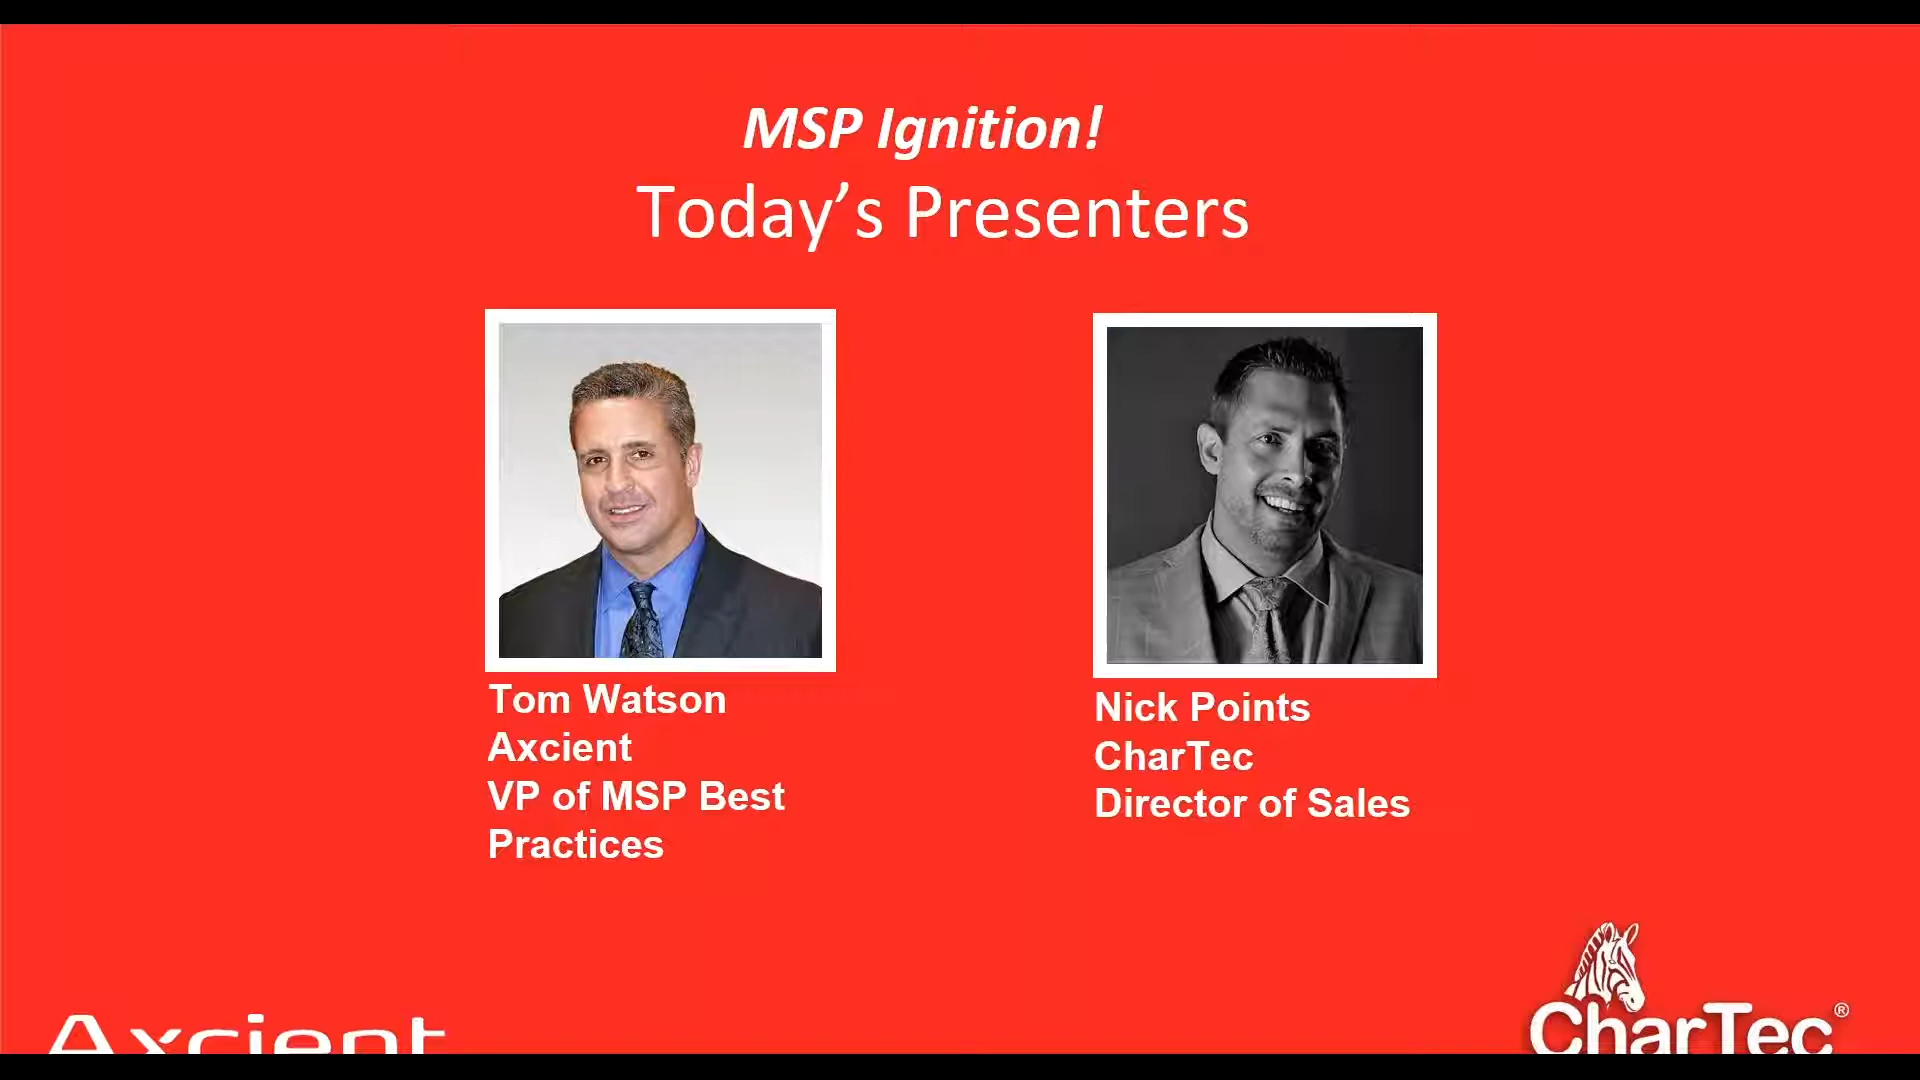 MSP Ignition!
Today’s Presenters
Tom Watson
Axcient
VP of MSP Best
Practices
Nick Points
CharTec
Director of Sales
Axcient
CharTec®